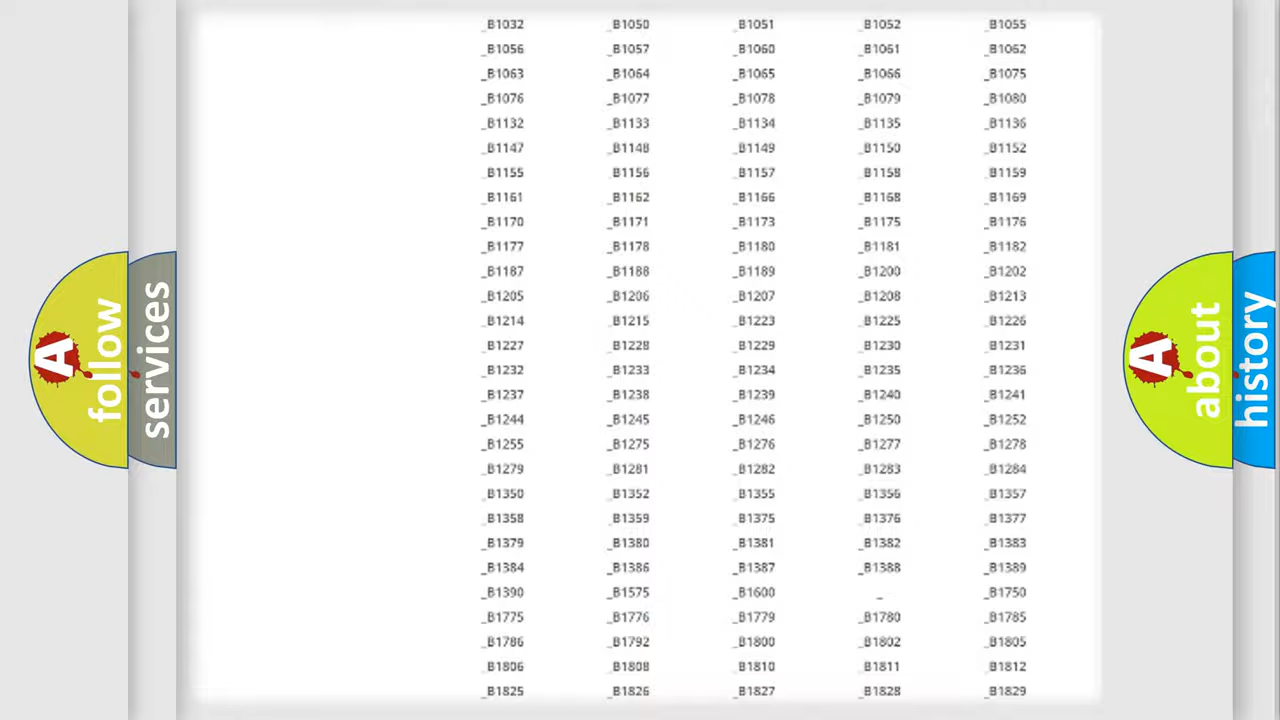 _B1032 _B1050 _B1051 _B1052 _B1055
_B1056 _B1057 _B1060 _B1061 _B1062
_B1063 _B1064 _B1065 _B1066 _B1075
_B1076 _B1077 _B1078 _B1079 _B1080
_B1132 _B1133 _B1134 _B1135 _B1136
_B1147 _B1148 _B1149 _B1150 _B1152
_B1155 _B1156 _B1157 _B1158 _B1159
_B1161 _B1162 _B1166 _B1168 _B1169
_B1170 _B1171 _B1173 _B1175 _B1176
_B1177 _B1178 _B1180 _B1181 _B1182
_B1187 _B1188 _B1189 _B1200 _B1202
_B1205 _B1206 _B1207 _B1208 _B1213
_B1214 _B1215 _B1223 _B1225 _B1226
_B1227 _B1228 _B1229 _B1230 _B1231
_B1232 _B1233 _B1234 _B1235 _B1236
_B1237 _B1238 _B1239 _B1240 _B1241
_B1244 _B1245 _B1246 _B1250 _B1252
_B1255 _B1275 _B1276 _B1277 _B1278
_B1279 _B1281 _B1282 _B1283 _B1284
_B1350 _B1352 _B1355 _B1356 _B1357
_B1358 _B1359 _B1375 _B1376 _B1377
_B1379 _B1380 _B1381 _B1382 _B1383
_B1384 _B1386 _B1387 _B1388 _B1389
_B1390 _B1575 _B1600 _ _B1750
_B1775 _B1776 _B1779 _B1780 _B1785
_B1786 _B1792 _B1800 _B1802 _B1805
_B1806 _B1808 _B1810 _B1811 _B1812
_B1825 _B1826 _B1827 _B1828 _B1829
A
follow
services
A
about
history